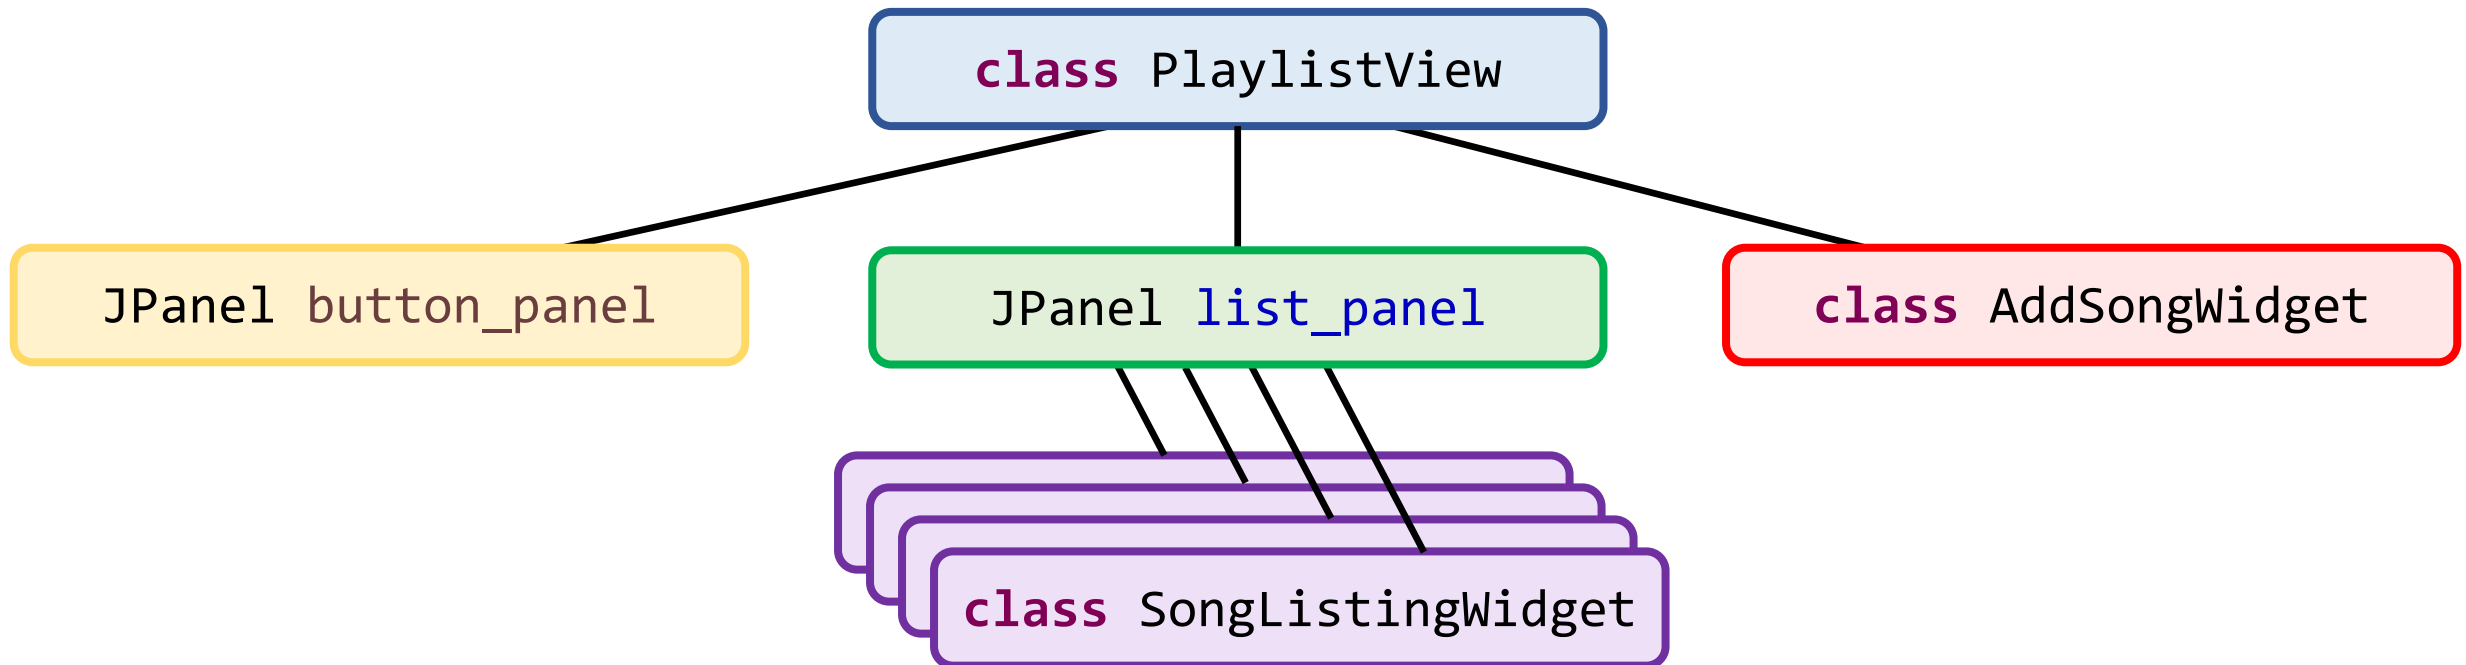 class PlaylistView
JPanel button_panel
JPanel list_panel
class AddSongWidget
class SongListingWidget